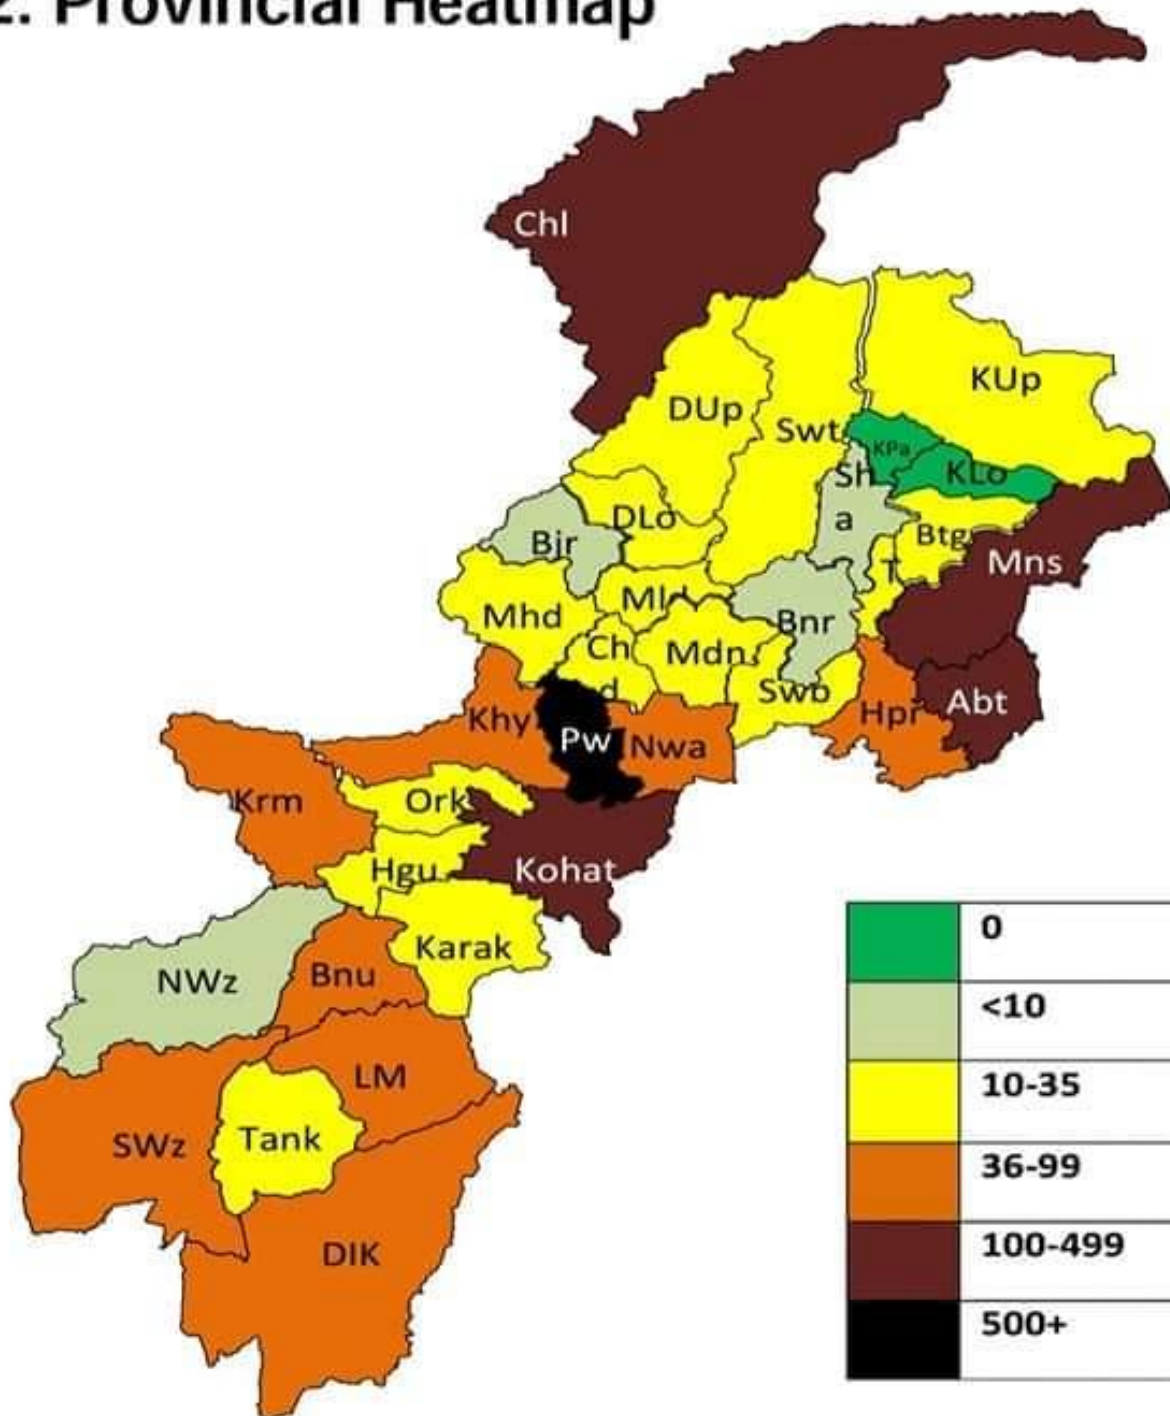 2. Provincial Heatmap
Chl
KUp
DUp
Swt
KPa
KLo
Sh
a
DLo
Btg
Bjr
Mns
T
Mld
Mhd
Bnr
Ch
d
Mdn
Swb
Abt
Hpr
Khy
Pw
Nwa
Krm
Ork
Kohat
Hgu
Karak
NWz
Bnu
LM
SWz
Tank
DIK
0
<10
10-35
36-99
100-499
500+